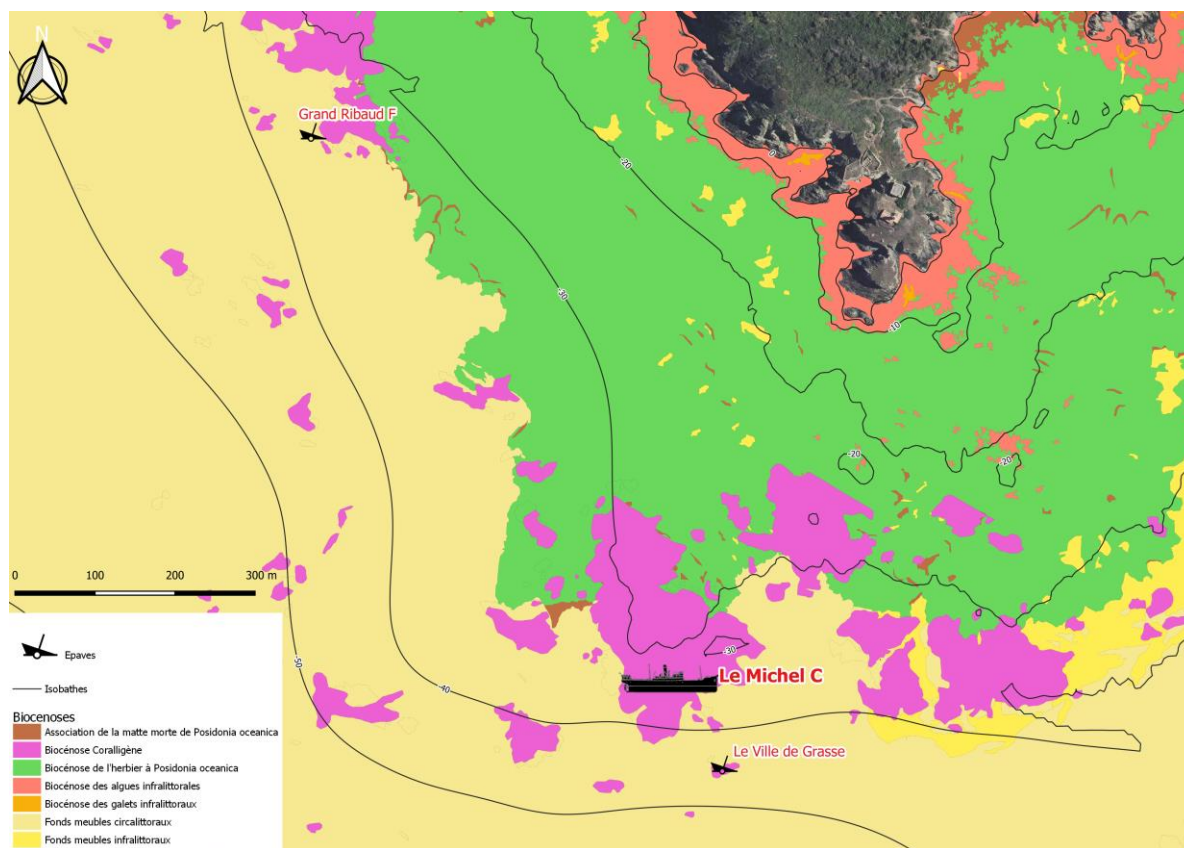 N
Grand Ribaud F
-20
0
-30
-10
-20
-20
0 100 200 300 m
-30
-50
-40
Le Michel C
Le Ville de Grasse
Epaves
Isobathes
Biocenoses
Association de la matte morte de Posidonia oceanica
Biocénose Coralligène
Biocénose de l'herbier à Posidonia oceanica
Biocénose des algues infralittorales
Biocénose des galets infralittoraux
Fonds meubles circalittoraux
Fonds meubles infralittoraux